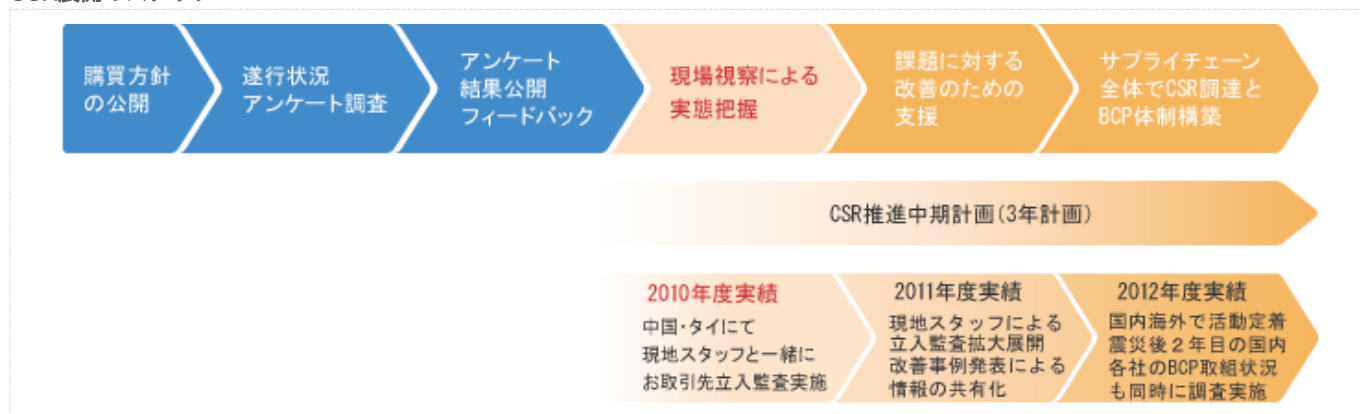 購買方針
の公開
遂行状況
アンケート調査
アンケート
結果公開
フィードバック
現場視察による
実態把握
課題に対する
改善のための
支援
サプライチェーン
全体でCSR調達と
BCP体制構築
CSR推進中期計画(3年計画)
2010年度実績
中国・タイにて
現地スタッフと一緒に
お取引先立入監査実施
2011年度実績
現地スタッフによる
立入監査拡大展開
改善事例発表による
情報の共有化
2012年度実績
国内海外で活動定着
震災後２年目の国内
各社のBCP取組状況
も同時に調査実施